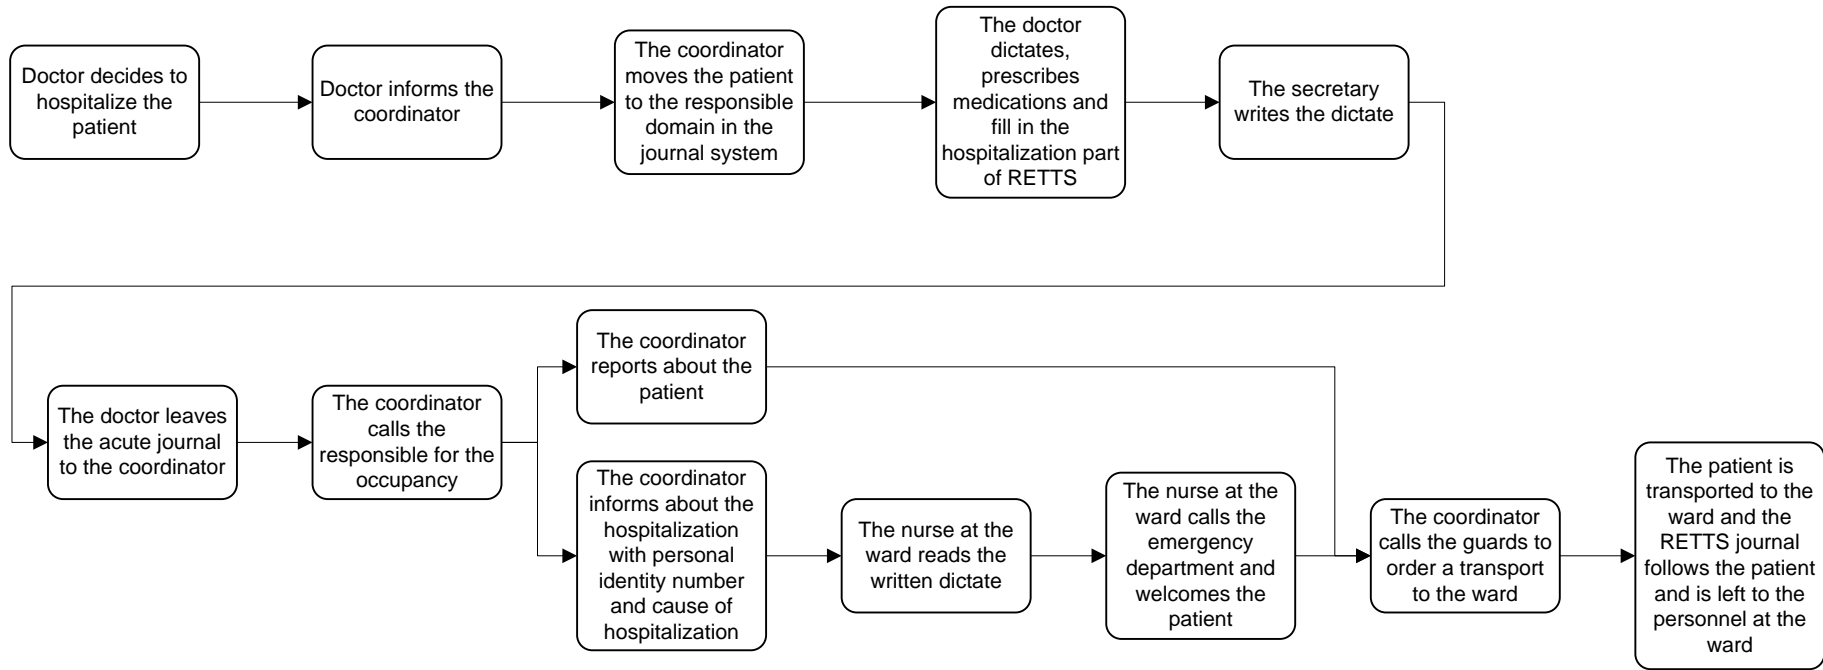 Doctor decides to
hospitalize the
patient
Doctor informs the
coordinator
The coordinator
moves the patient
to the responsible
domain in the
journal system
The doctor
dictates,
prescribes
medications and
fill in the
hospitalization part
of RETTS
The secretary
writes the dictate
The doctor leaves
the acute journal
to the coordinator
The coordinator
calls the
responsible for the
occupancy
The coordinator
reports about the
patient
The coordinator
informs about the
hospitalization
with personal
identity number
and cause of
hospitalization
The nurse at the
ward reads the
written dictate
The nurse at the
ward calls the
emergency
department and
welcomes the
patient
The coordinator
calls the guards to
order a transport
to the ward
The patient is
transported to the
ward and the
RETTS journal
follows the patient
and is left to the
personnel at the
ward